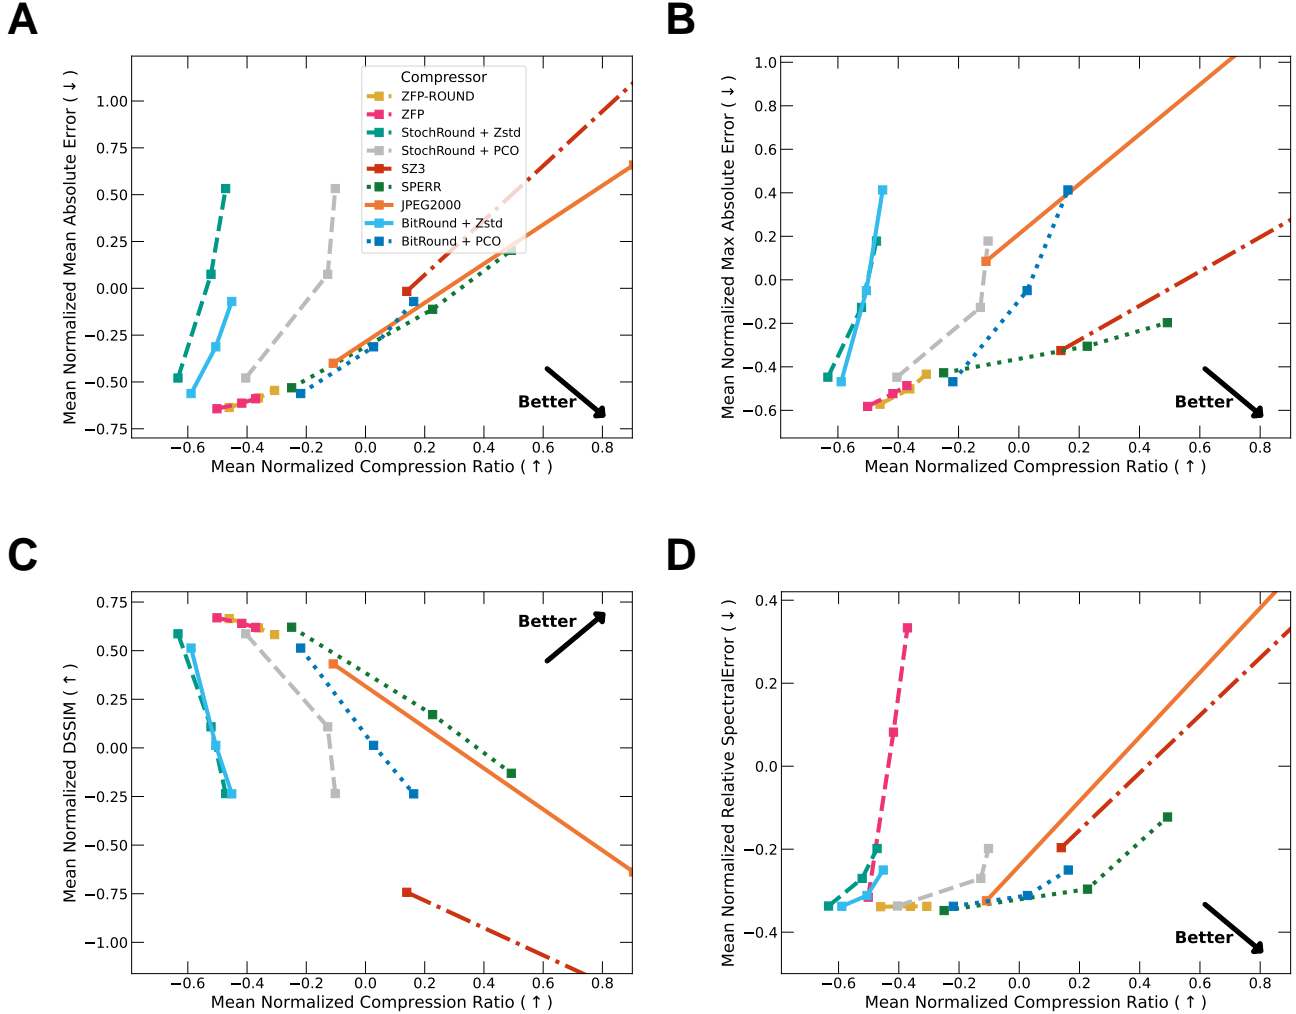 A
Mean Normalized Mean Absolute Error (↓)
1.00
0.75
0.50
0.25
0.00
−0.25
−0.50
−0.75
Compressor
ZFP-ROUND
ZFP
StochRound + Zstd
StochRound + PCO
SZ3
SPERR
JPEG2000
BitRound + Zstd
BitRound + PCO
Better
−0.6 −0.4 −0.2 0.0 0.2 0.4 0.6 0.8
Mean Normalized Compression Ratio (↑)
B
Mean Normalized Max Absolute Error (↓)
1.0
0.8
0.6
0.4
0.2
0.0
−0.2
−0.4
−0.6
Better
−0.6 −0.4 −0.2 0.0 0.2 0.4 0.6 0.8
Mean Normalized Compression Ratio (↑)
C
Mean Normalized DSSIM (↑)
0.75
0.50
0.25
0.00
−0.25
−0.50
−0.75
−1.00
Better
−0.6 −0.4 −0.2 0.0 0.2 0.4 0.6 0.8
Mean Normalized Compression Ratio (↑)
D
Mean Normalized Relative SpectralError (↓)
0.4
0.2
0.0
−0.2
−0.4
Better
−0.6 −0.4 −0.2 0.0 0.2 0.4 0.6 0.8
Mean Normalized Compression Ratio (↑)